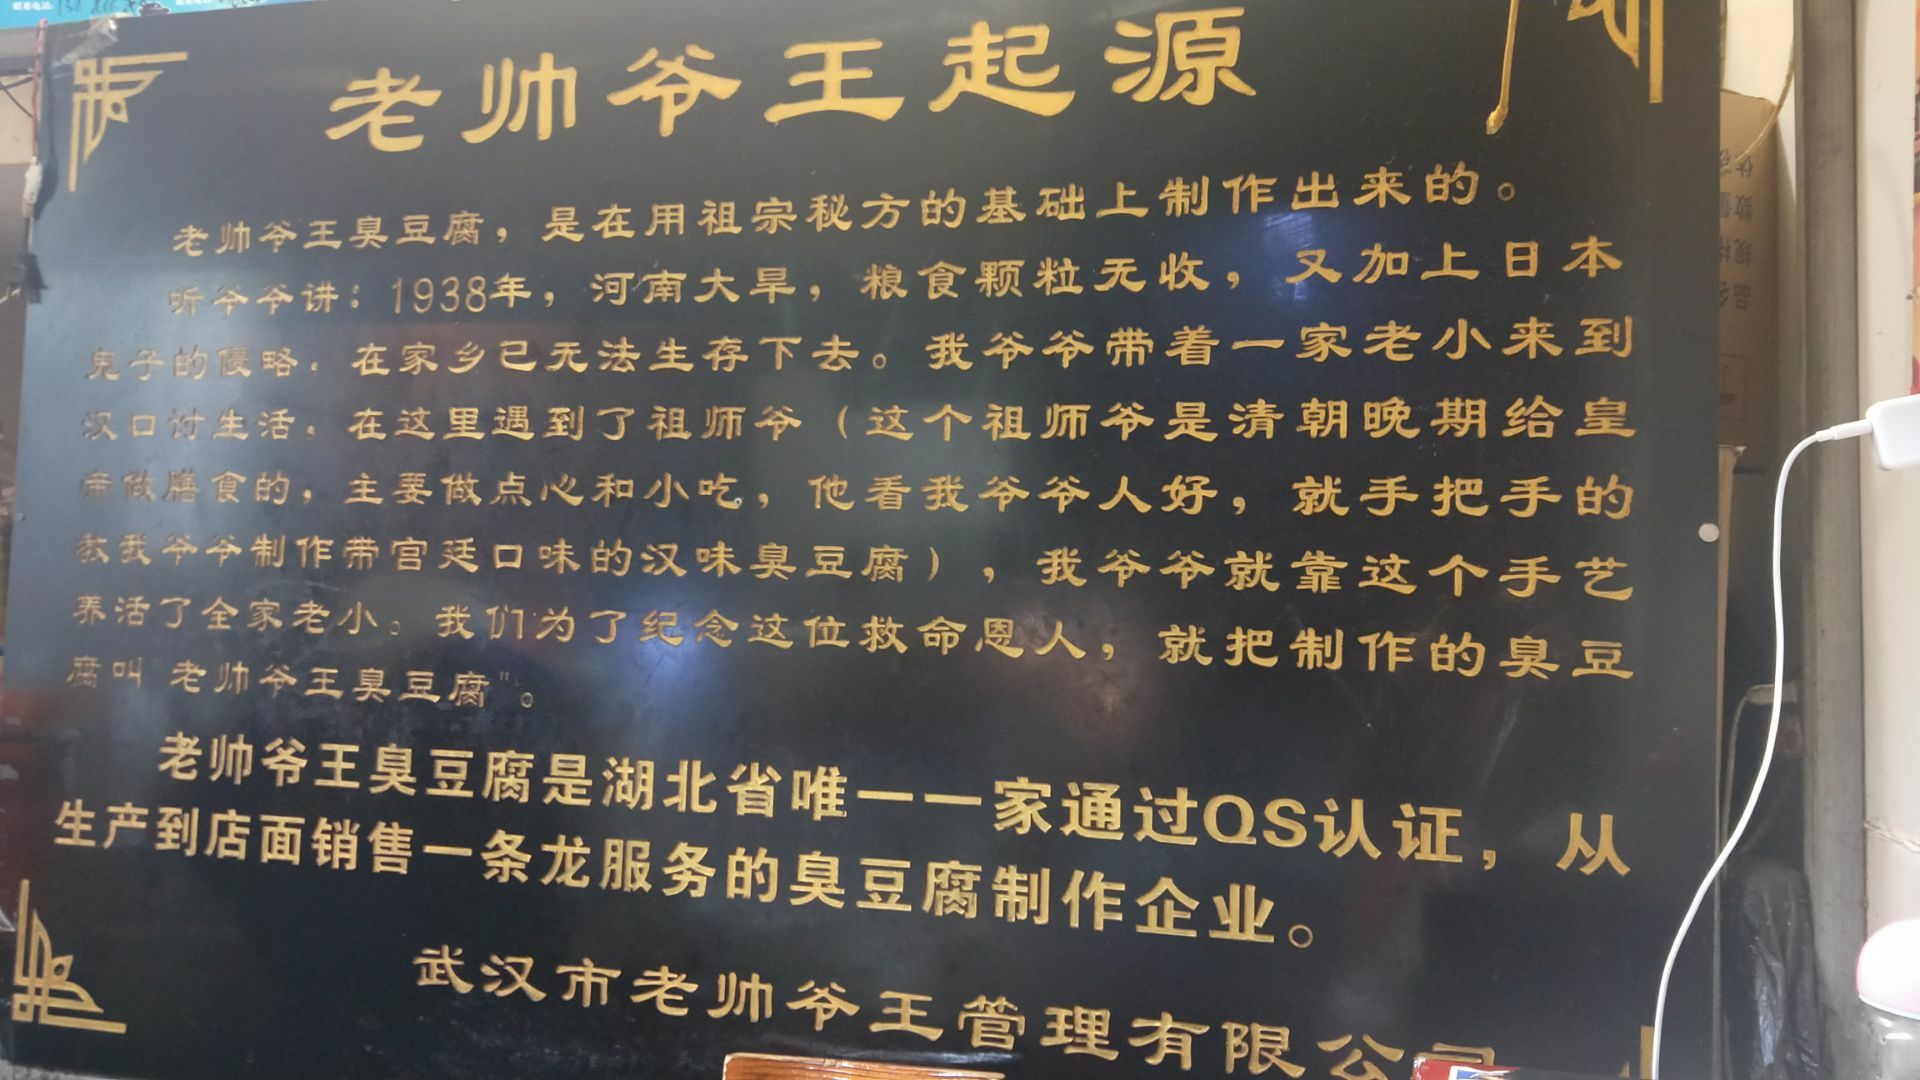 老帅爷王起源
老帅爷王臭豆腐，是在用祖宗秘方的基础上制作出来的。
听爷爷讲：1938年，河南大旱，粮食颗粒无收，又加上日本
鬼子的侵略．在家乡已无法生存下去。我爷爷带着一家老小来到
汉口讨生活．在这里遇到了祖师爷（这个祖师爷是清朝晚期给皇
帝做膳食的，主要做点心和小吃，他看我爷爷人好，就手把手的
教我爷爷制作带宫廷口味的汉味臭豆腐），我爷爷就靠这个手艺
养活了全家老小。我们为了纪念这位救命恩人，就把制作的臭豆
腐叫“老帅爷王臭豆腐”。
老帅爷王臭豆腐是湖北省唯一一家通过QS认证，从
生产到店面销售一条龙服务的臭豆腐制作企业。
武汉市老帅爷王管理有限公司